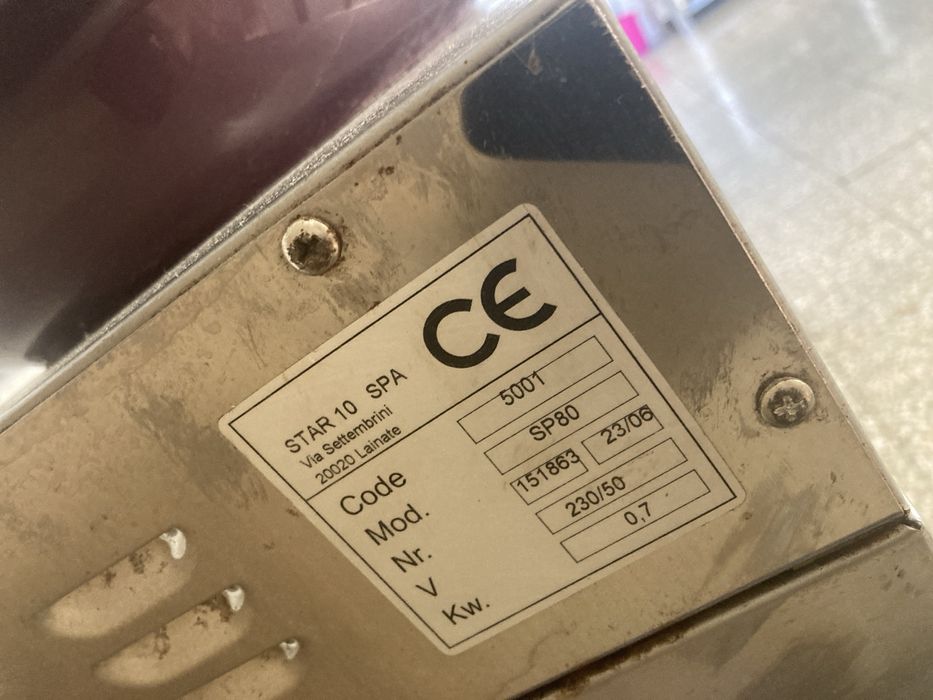 CE
STAR 10 SPA
Via Settembrini
20020 Lainate
Code 5001
Mod. SP80
Nr. 151863 23/06
V 230/50
Kw. 0,7